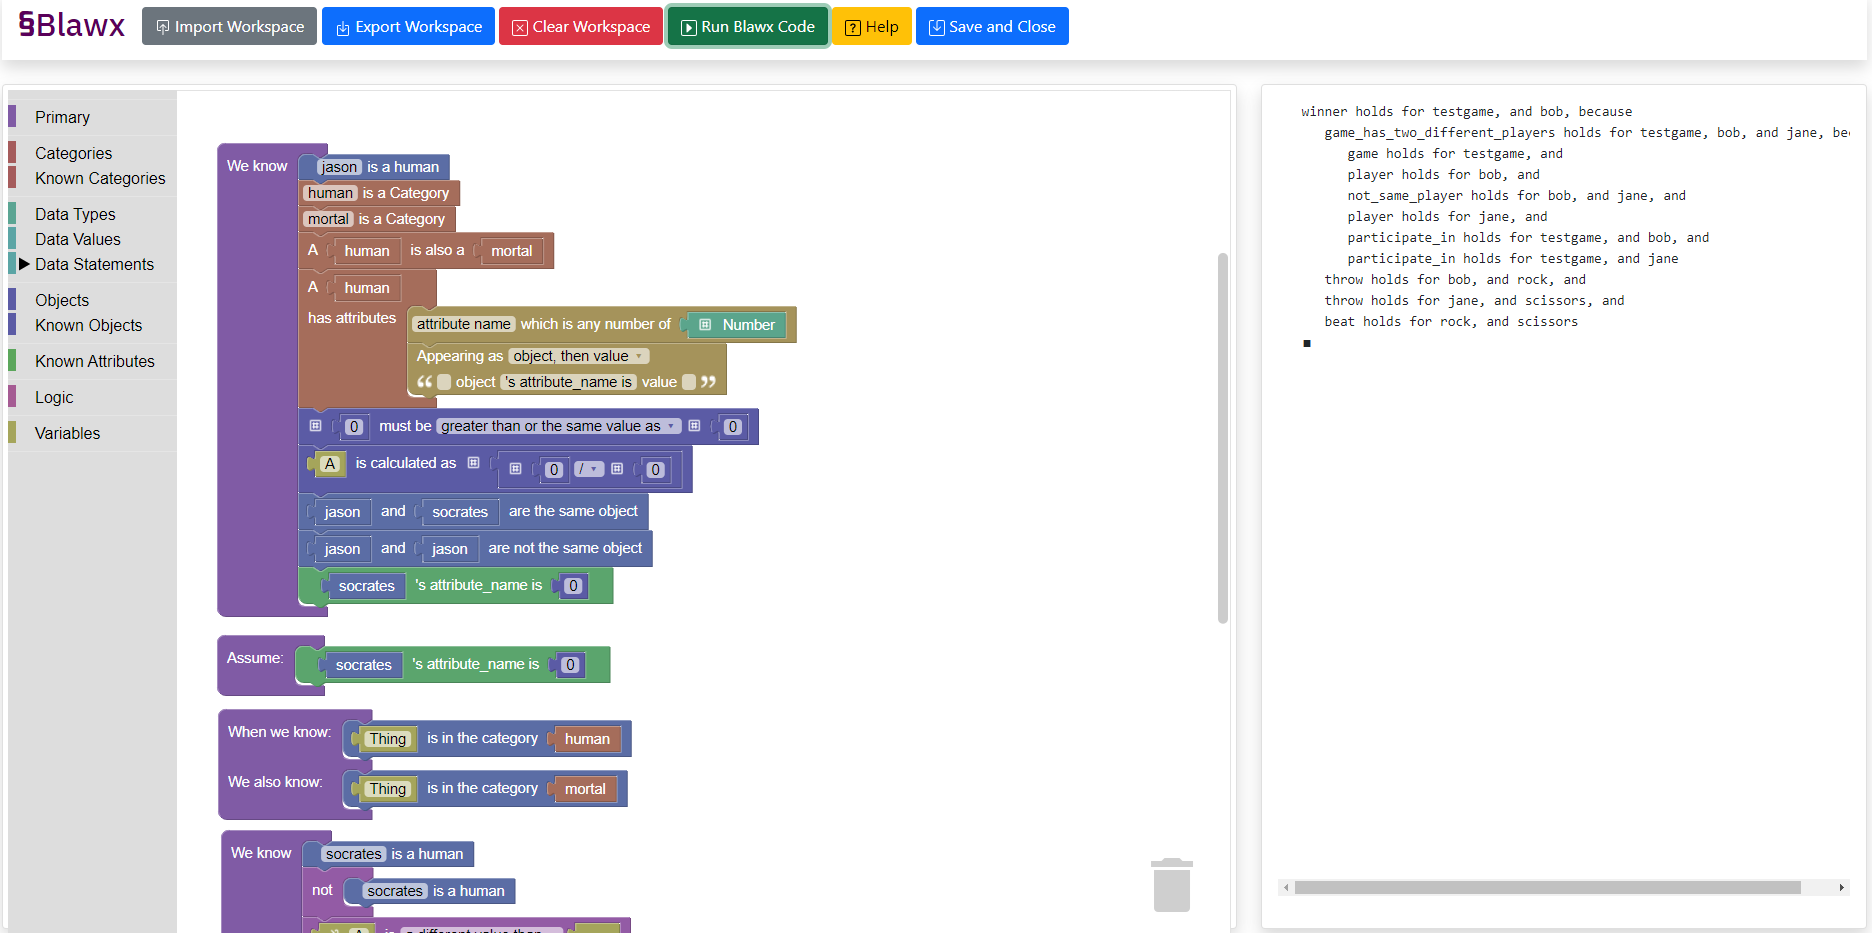 §Blawx
Import Workspace
Export Workspace
Clear Workspace
Run Blawx Code
Help
Save and Close
Primary
Categories
Known Categories
Data Types
Data Values
Data Statements
Objects
Known Objects
Known Attributes
Logic
Variables
We know
jason is a human
human is a Category
mortal is a Category
A human is also a mortal
A human
has attributes
attribute name which is any number of Number
Appearing as object, then value
“ object 's attribute_name is value ”
0 must be greater than or the same value as 0
A is calculated as 0 / 0
jason and socrates are the same object
jason and jason are not the same object
socrates 's attribute_name is 0
Assume: socrates 's attribute_name is 0
When we know: Thing is in the category human
We also know: Thing is in the category mortal
We know socrates is a human
not socrates is a human
A is a different value than
winner holds for testgame, and bob, because
game_has_two_different_players holds for testgame, bob, and jane,
game holds for testgame, and
player holds for bob, and
not_same_player holds for bob, and jane, and
player holds for jane, and
participate_in holds for testgame, and bob, and
participate_in holds for testgame, and jane
throw holds for bob, and rock, and
throw holds for jane, and scissors, and
beat holds for rock, and scissors